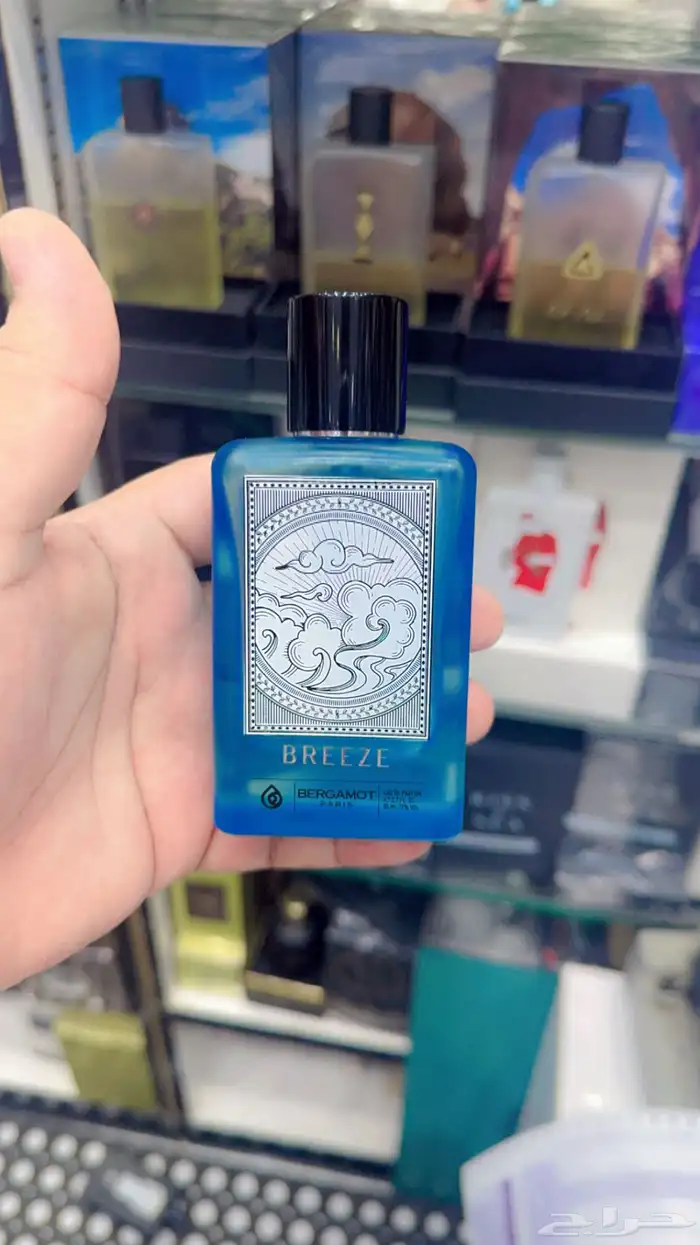 BREEZE
BERGAMOT
PARIS
حراج